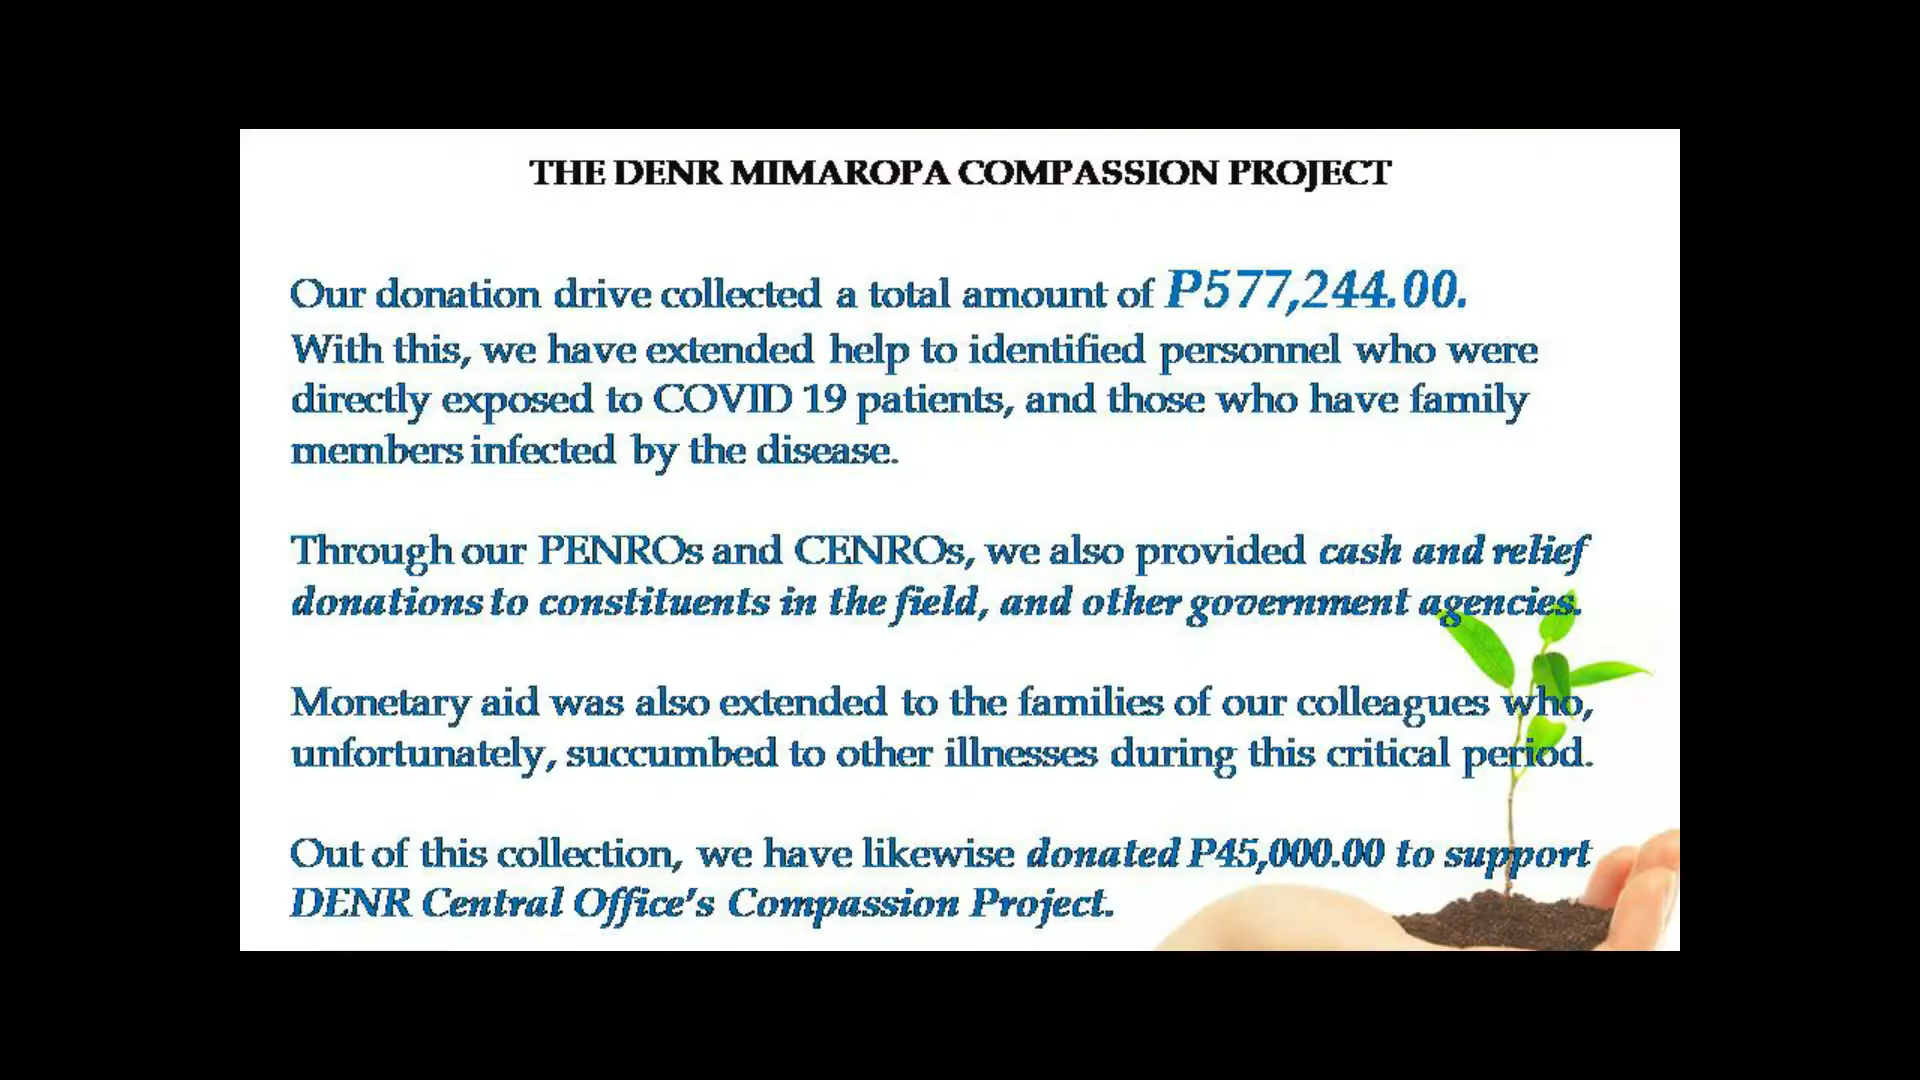 THE DENR MIMAROPA COMPASSION PROJECT
Our donation drive collected a total amount of P577,244.00.
With this, we have extended help to identified personnel who were
directly exposed to COVID 19 patients, and those who have family
members infected by the disease.
Through our PENROs and CENROs, we also provided cash and relief
donations to constituents in the field, and other government agencies.
Monetary aid was also extended to the families of our colleagues who,
unfortunately, succumbed to other illnesses during this critical period.
Out of this collection, we have likewise donated P45,000.00 to support
DENR Central Office's Compassion Project.